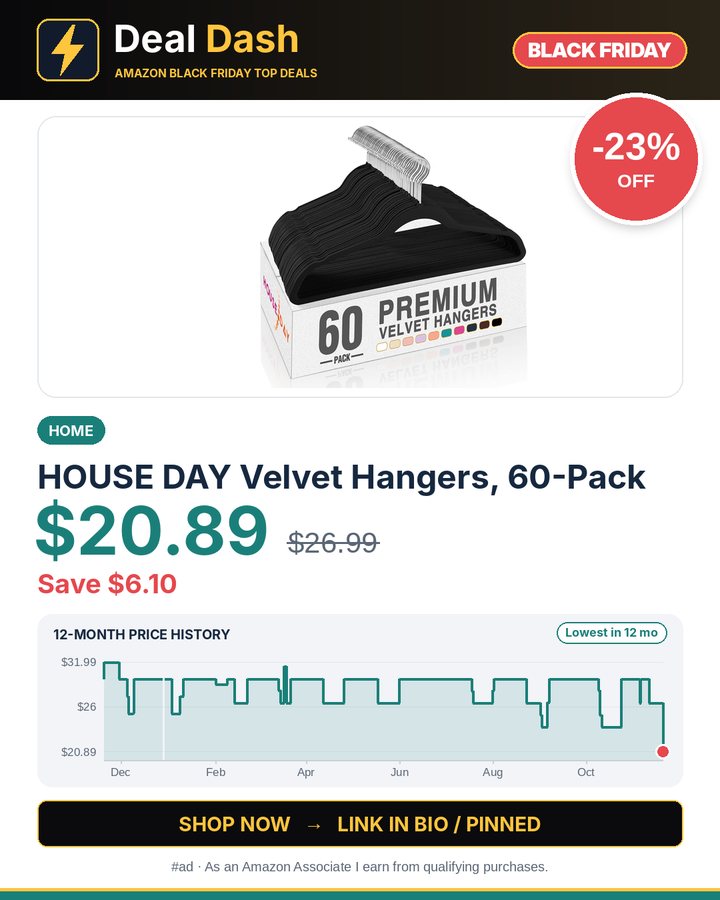 Deal Dash
AMAZON BLACK FRIDAY TOP DEALS
BLACK FRIDAY
-23%
OFF
HOUSE DAY
60
PACK
PREMIUM
VELVET HANGERS
HOME
HOUSE DAY Velvet Hangers, 60-Pack
$20.89 $26.99
Save $6.10
12-MONTH PRICE HISTORY
Lowest in 12 mo
$31.99
$26
$20.89
Dec Feb Apr Jun Aug Oct
SHOP NOW → LINK IN BIO / PINNED
#ad · As an Amazon Associate I earn from qualifying purchases.